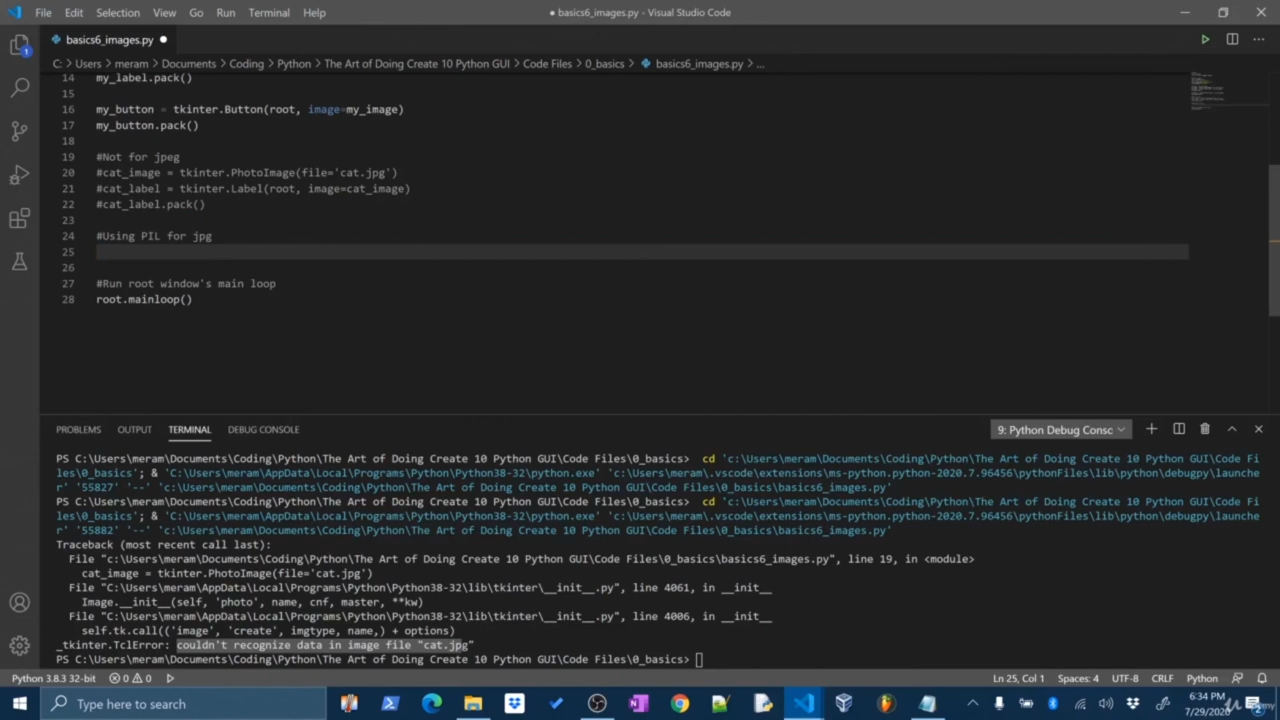 File Edit Selection View Go Run Terminal Help
● basics6_images.py - Visual Studio Code
basics6_images.py
C: > Users > meram > Documents > Coding > Python > The Art of Doing Create 10 Python GUI > Code Files > 0_basics > basics6_images.py > ...
14 my_label.pack()
15
16 my_button = tkinter.Button(root, image=my_image)
17 my_button.pack()
18
19 #Not for jpeg
20 #cat_image = tkinter.PhotoImage(file='cat.jpg')
21 #cat_label = tkinter.Label(root, image=cat_image)
22 #cat_label.pack()
23
24 #Using PIL for jpg
25
26
27 #Run root window's main loop
28 root.mainloop()
PROBLEMS OUTPUT TERMINAL DEBUG CONSOLE
9: Python Debug Consc
PS C:\Users\meram\Documents\Coding\Python\The Art of Doing Create 10 Python GUI\Code Files\0_basics> cd 'c:\Users\meram\Documents\Coding\Python\The Art of Doing Create 10 Python GUI\Code Fi
les\0_basics'; & 'C:\Users\meram\AppData\Local\Programs\Python\Python38-32\python.exe' 'c:\Users\meram\.vscode\extensions\ms-python.python-2020.7.96456\pythonFiles\lib\python\debugpy\launche
r' '55827' '--' 'c:\Users\meram\Documents\Coding\Python\The Art of Doing Create 10 Python GUI\Code Files\0_basics\basics6_images.py'
PS C:\Users\meram\Documents\Coding\Python\The Art of Doing Create 10 Python GUI\Code Files\0_basics> cd 'c:\Users\meram\Documents\Coding\Python\The Art of Doing Create 10 Python GUI\Code Fi
les\0_basics'; & 'C:\Users\meram\AppData\Local\Programs\Python\Python38-32\python.exe' 'c:\Users\meram\.vscode\extensions\ms-python.python-2020.7.96456\pythonFiles\lib\python\debugpy\launche
r' '55882' '--' 'c:\Users\meram\Documents\Coding\Python\The Art of Doing Create 10 Python GUI\Code Files\0_basics\basics6_images.py'
Traceback (most recent call last):
File "c:\Users\meram\Documents\Coding\Python\The Art of Doing Create 10 Python GUI\Code Files\0_basics\basics6_images.py", line 19, in <module>
cat_image = tkinter.PhotoImage(file='cat.jpg')
File "C:\Users\meram\AppData\Local\Programs\Python\Python38-32\lib\tkinter\__init__.py", line 4061, in __init__
Image.__init__(self, 'photo', name, cnf, master, **kw)
File "C:\Users\meram\AppData\Local\Programs\Python\Python38-32\lib\tkinter\__init__.py", line 4006, in __init__
self.tk.call(('image', 'create', imgtype, name,) + options)
_tkinter.TclError: couldn't recognize data in image file "cat.jpg"
PS C:\Users\meram\Documents\Coding\Python\The Art of Doing Create 10 Python GUI\Code Files\0_basics>
Python 3.8.3 32-bit 0 0 Ln 25, Col 1 Spaces: 4 UTF-8 CRLF Python
Type here to search
6:34 PM
7/29/2020